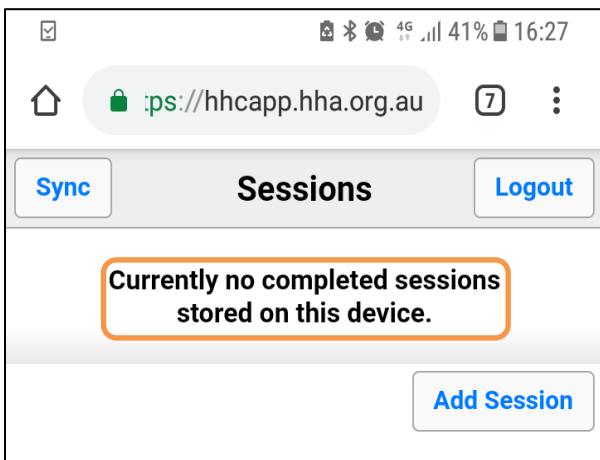 4G 41% 16:27
tps://hhcapp.hha.org.au 7
Sync Sessions Logout
Currently no completed sessions
stored on this device.
Add Session